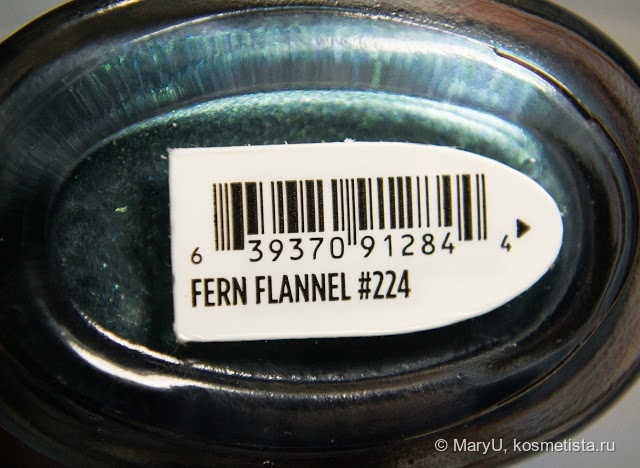 6 39370 91284 4
FERN FLANNEL #224
© MaryU, kosmetista.ru